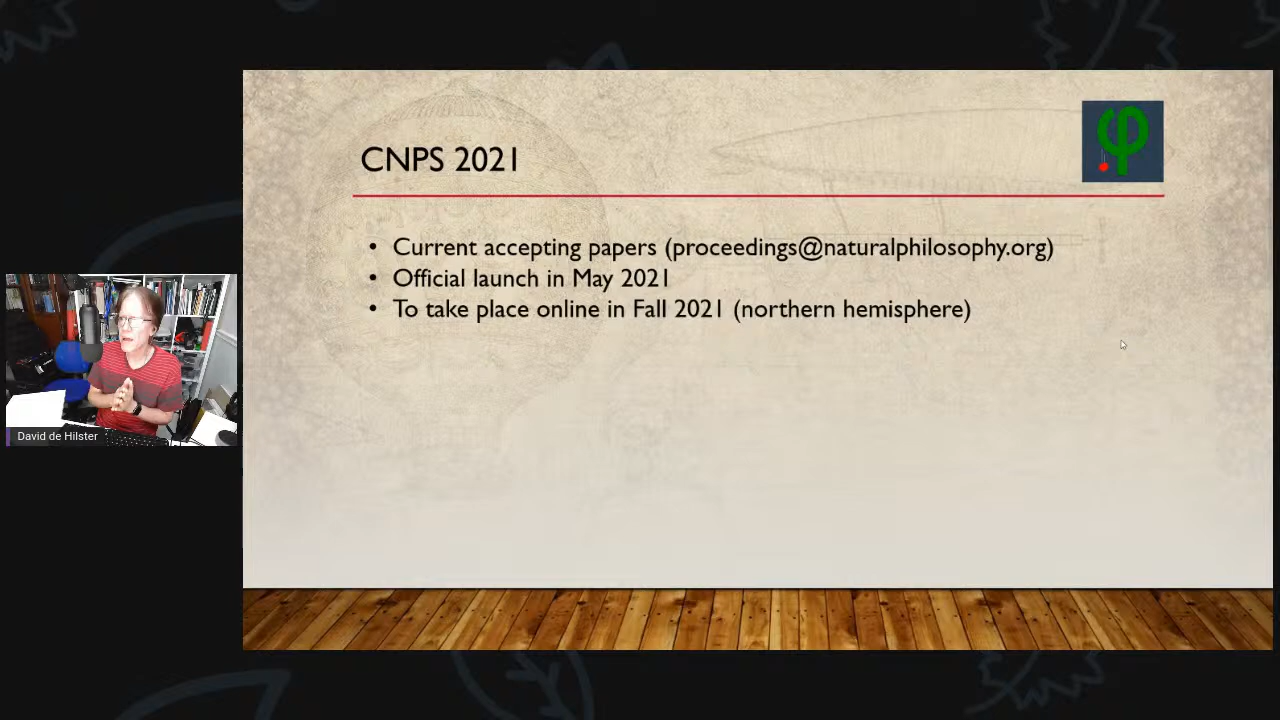 CNPS 2021
• Current accepting papers (proceedings@naturalphilosophy.org)
• Official launch in May 2021
• To take place online in Fall 2021 (northern hemisphere)
David de Hilster